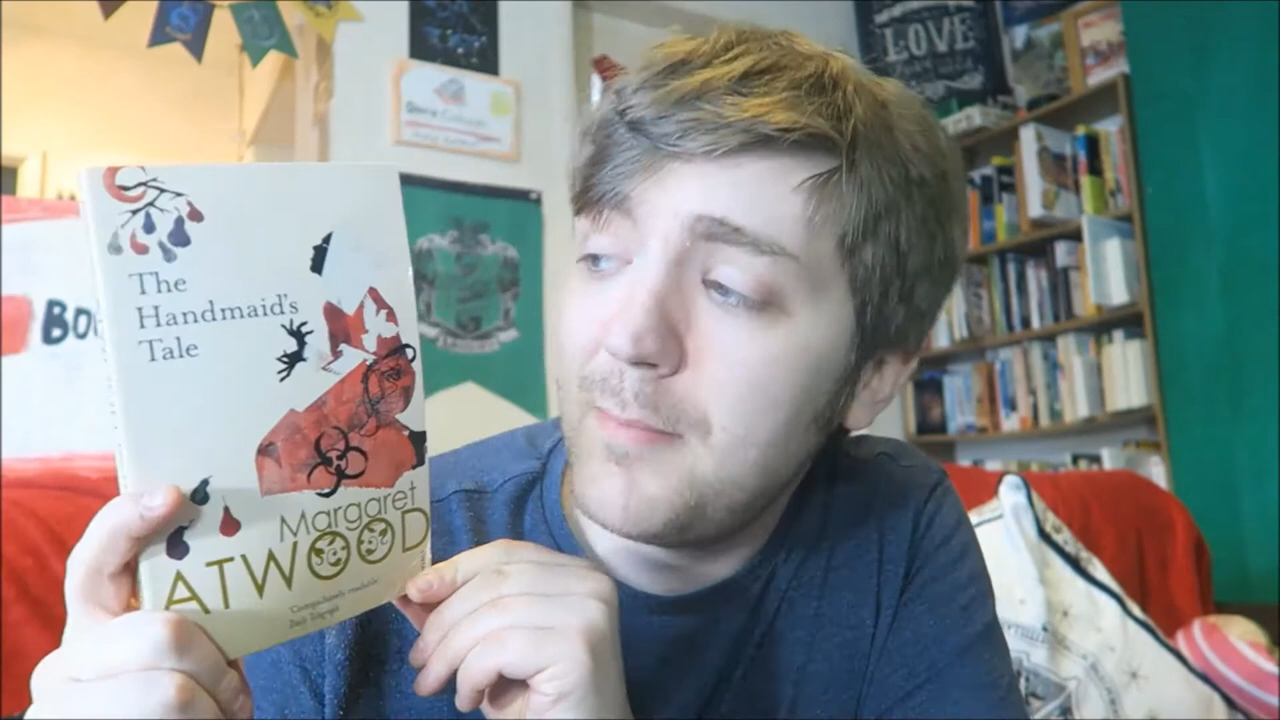 LOVE
BO
The
Handmaid's
Tale
Margaret
ATWOOD
'Compulsively readable'
Daily Telegraph